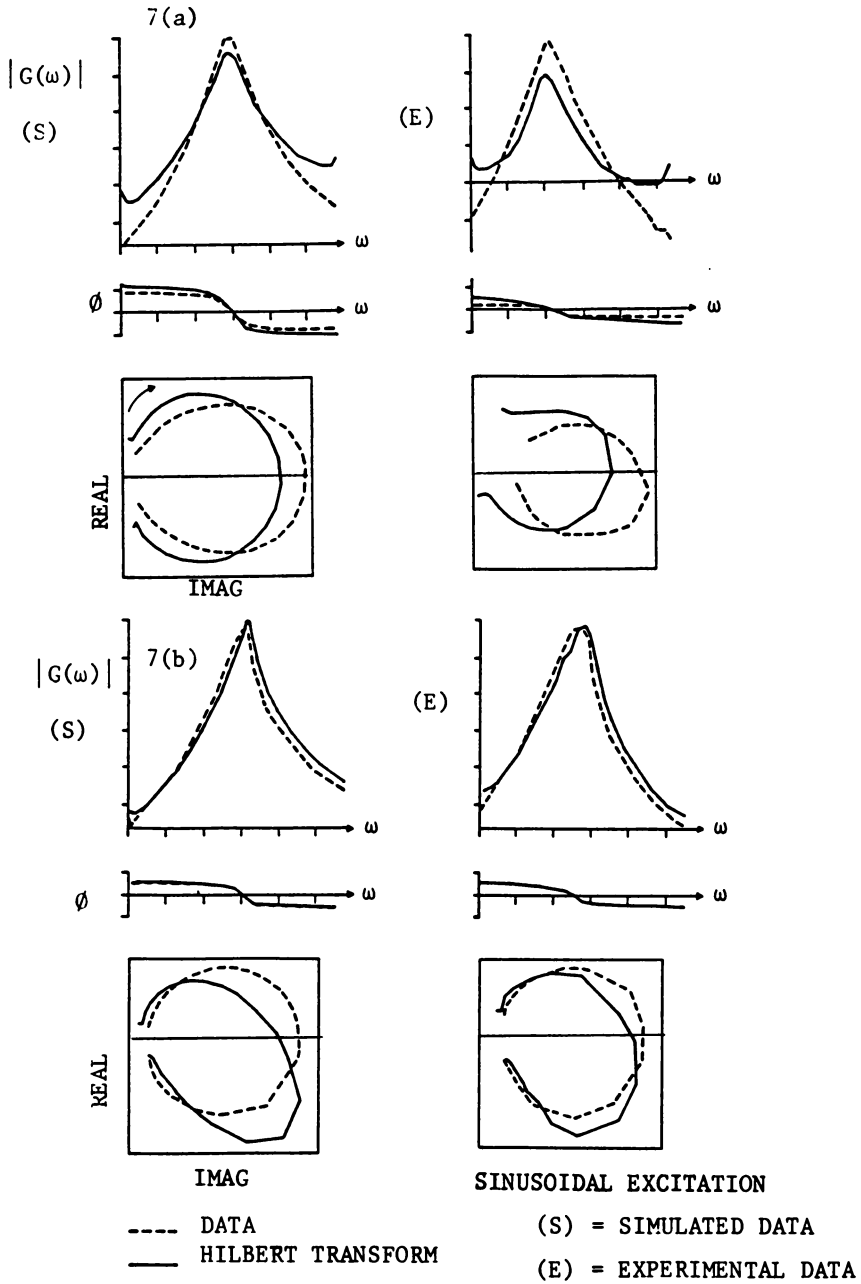 7(a)
|G(ω)|
(S)
ω
(E)
ω
Ø
ω
ω
REAL
IMAG
7(b)
|G(ω)|
(S)
ω
(E)
ω
Ø
ω
ω
REAL
IMAG
SINUSOIDAL EXCITATION
DATA
(S) = SIMULATED DATA
HILBERT TRANSFORM
(E) = EXPERIMENTAL DATA